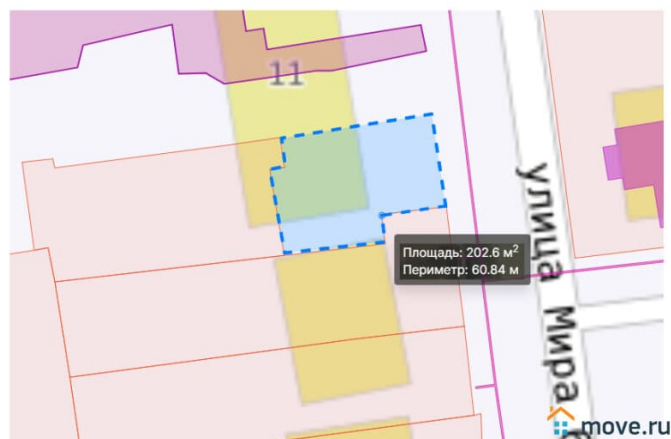 11
улица Мира
Площадь: 202.6 м²
Периметр: 60.84 м
move.ru